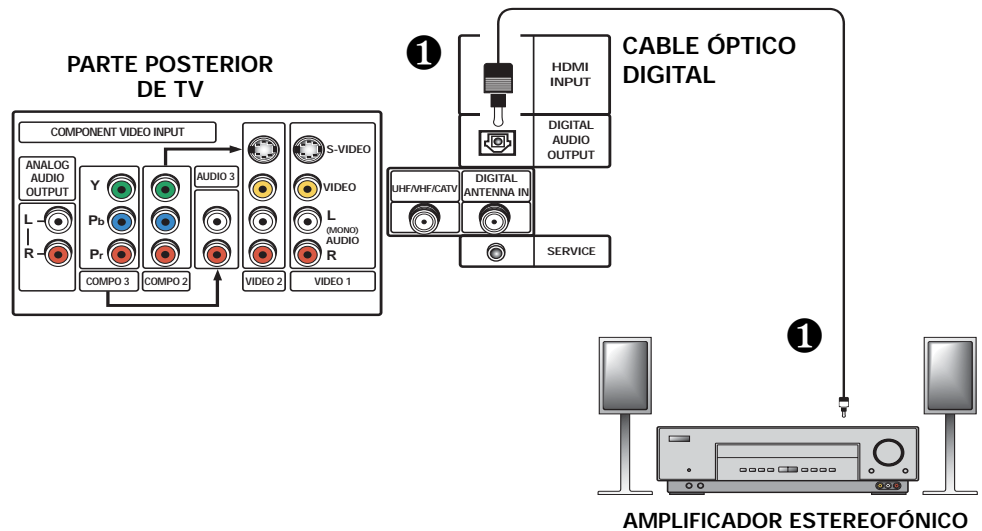 PARTE POSTERIOR
DE TV
COMPONENT VIDEO INPUT
ANALOG
AUDIO
OUTPUT
L
R
Y
Pb
Pr
AUDIO 3
S-VIDEO
VIDEO
L
(MONO)
AUDIO
R
COMPO 3
COMPO 2
VIDEO 2
VIDEO 1
1
HDMI
INPUT
CABLE ÓPTICO
DIGITAL
DIGITAL
AUDIO
OUTPUT
UHF/VHF/CATV
DIGITAL
ANTENNA IN
SERVICE
1
AMPLIFICADOR ESTEREOFÓNICO